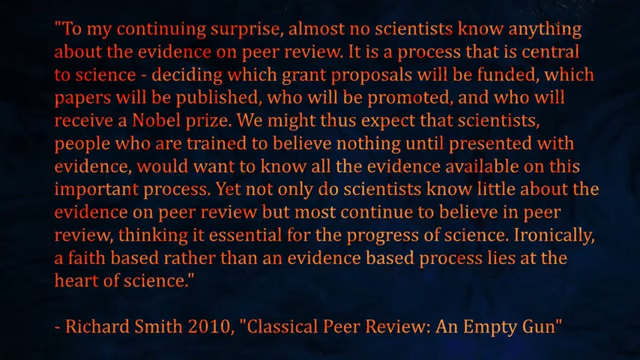 "To my continuing surprise, almost no scientists know anything
about the evidence on peer review. It is a process that is central
to science - deciding which grant proposals will be funded, which
papers will be published, who will be promoted, and who will
receive a Nobel prize. We might thus expect that scientists,
people who are trained to believe nothing until presented with
evidence, would want to know all the evidence available on this
important process. Yet not only do scientists know little about the
evidence on peer review but most continue to believe in peer
review, thinking it essential for the progress of science. Ironically,
a faith based rather than an evidence based process lies at the
heart of science."
- Richard Smith 2010, "Classical Peer Review: An Empty Gun"